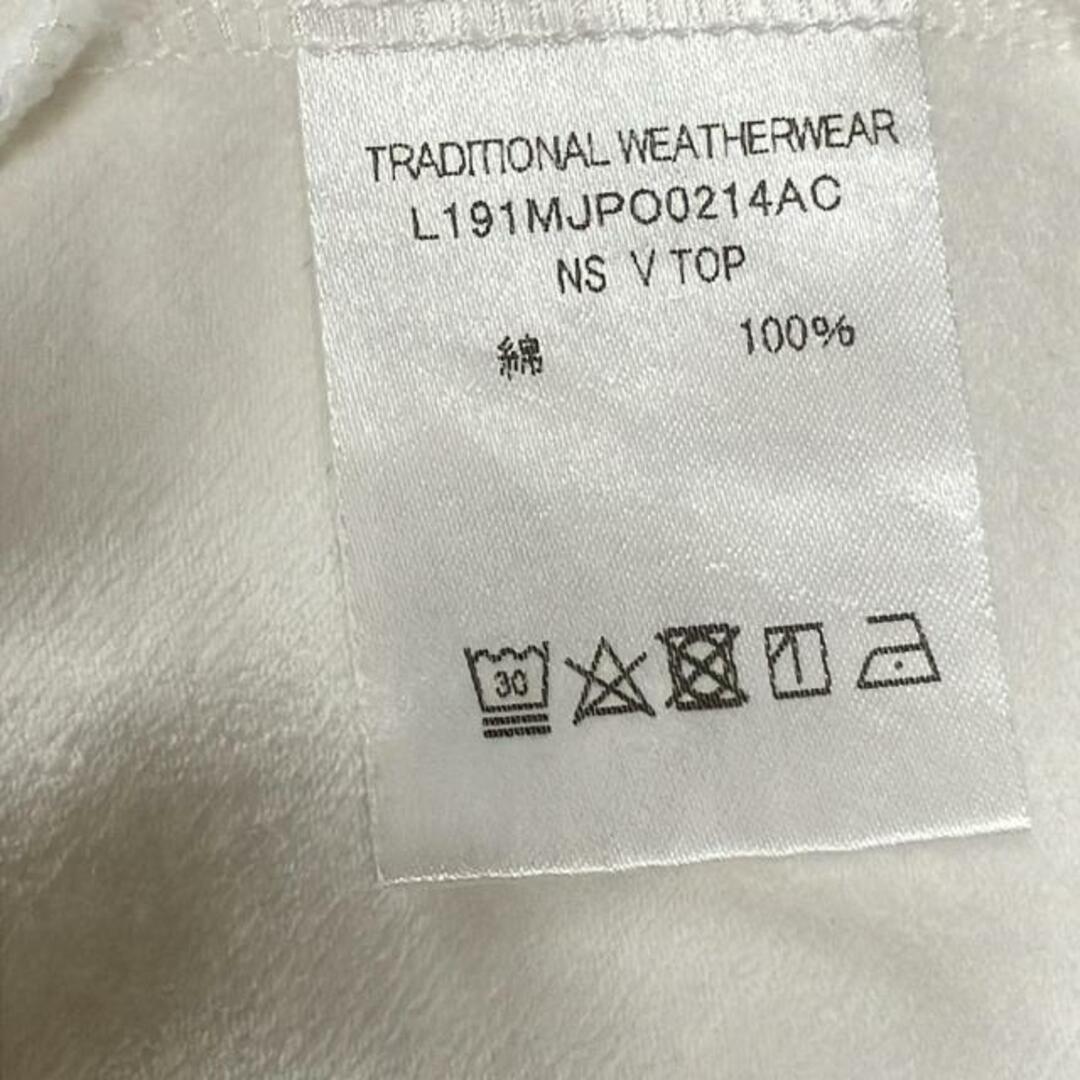 TRADITIONAL WEATHERWEAR
L191MJPO0214AC
NS V TOP
綿 100%
30